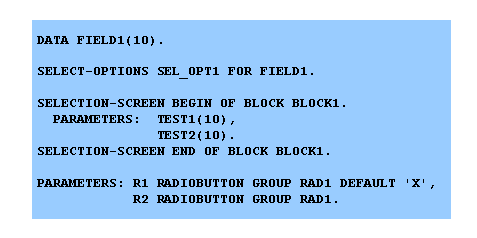 DATA FIELD1(10).
SELECT-OPTIONS SEL_OPT1 FOR FIELD1.
SELECTION-SCREEN BEGIN OF BLOCK BLOCK1.
PARAMETERS: TEST1(10),
TEST2(10).
SELECTION-SCREEN END OF BLOCK BLOCK1.
PARAMETERS: R1 RADIOBUTTON GROUP RAD1 DEFAULT 'X',
R2 RADIOBUTTON GROUP RAD1.